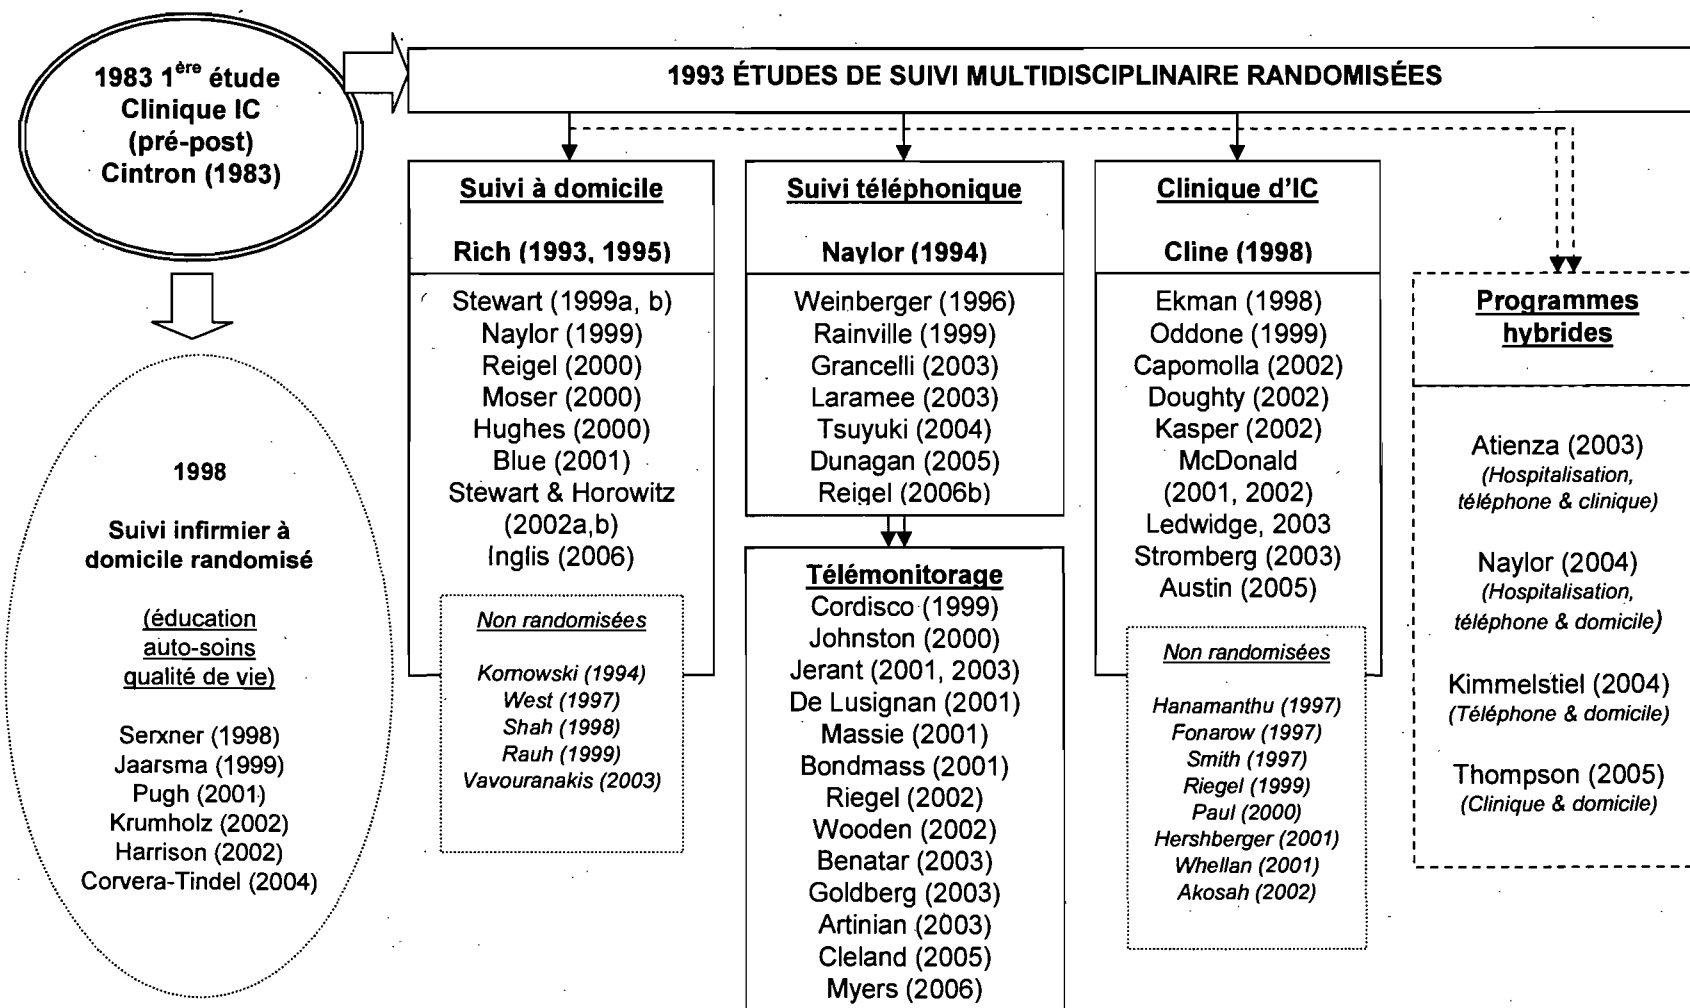 1983 1ère étude
Clinique IC
(pré-post)
Cintron (1983)
1993 ÉTUDES DE SUIVI MULTIDISCIPLINAIRE RANDOMISÉES
1998
Suivi infirmier à
domicile randomisé
(éducation
auto-soins
qualité de vie)
Serxner (1998)
Jaarsma (1999)
Pugh (2001)
Krumholz (2002)
Harrison (2002)
Corvera-Tindel (2004)
Suivi à domicile
Rich (1993, 1995)
Stewart (1999a, b)
Naylor (1999)
Reigel (2000)
Moser (2000)
Hughes (2000)
Blue (2001)
Stewart & Horowitz
(2002a,b)
Inglis (2006)
Non randomisées
Kornowski (1994)
West (1997)
Shah (1998)
Rauh (1999)
Vavouranakis (2003)
Suivi téléphonique
Naylor (1994)
Weinberger (1996)
Rainville (1999)
Grancelli (2003)
Laramee (2003)
Tsuyuki (2004)
Dunagan (2005)
Reigel (2006b)
Télémonitorage
Cordisco (1999)
Johnston (2000)
Jerant (2001, 2003)
De Lusignan (2001)
Massie (2001)
Bondmass (2001)
Riegel (2002)
Wooden (2002)
Benatar (2003)
Goldberg (2003)
Artinian (2003)
Cleland (2005)
Myers (2006)
Clinique d'IC
Cline (1998)
Ekman (1998)
Oddone (1999)
Capomolla (2002)
Doughty (2002)
Kasper (2002)
McDonald
(2001, 2002)
Ledwidge, 2003
Stromberg (2003)
Austin (2005)
Non randomisées
Hanamanthu (1997)
Fonarow (1997)
Smith (1997)
Riegel (1999)
Paul (2000)
Hershberger (2001)
Whellan (2001)
Akosah (2002)
Programmes
hybrides
Atienza (2003)
(Hospitalisation,
téléphone & clinique)
Naylor (2004)
(Hospitalisation,
téléphone & domicile)
Kimmelstiel (2004)
(Téléphone & domicile)
Thompson (2005)
(Clinique & domicile)